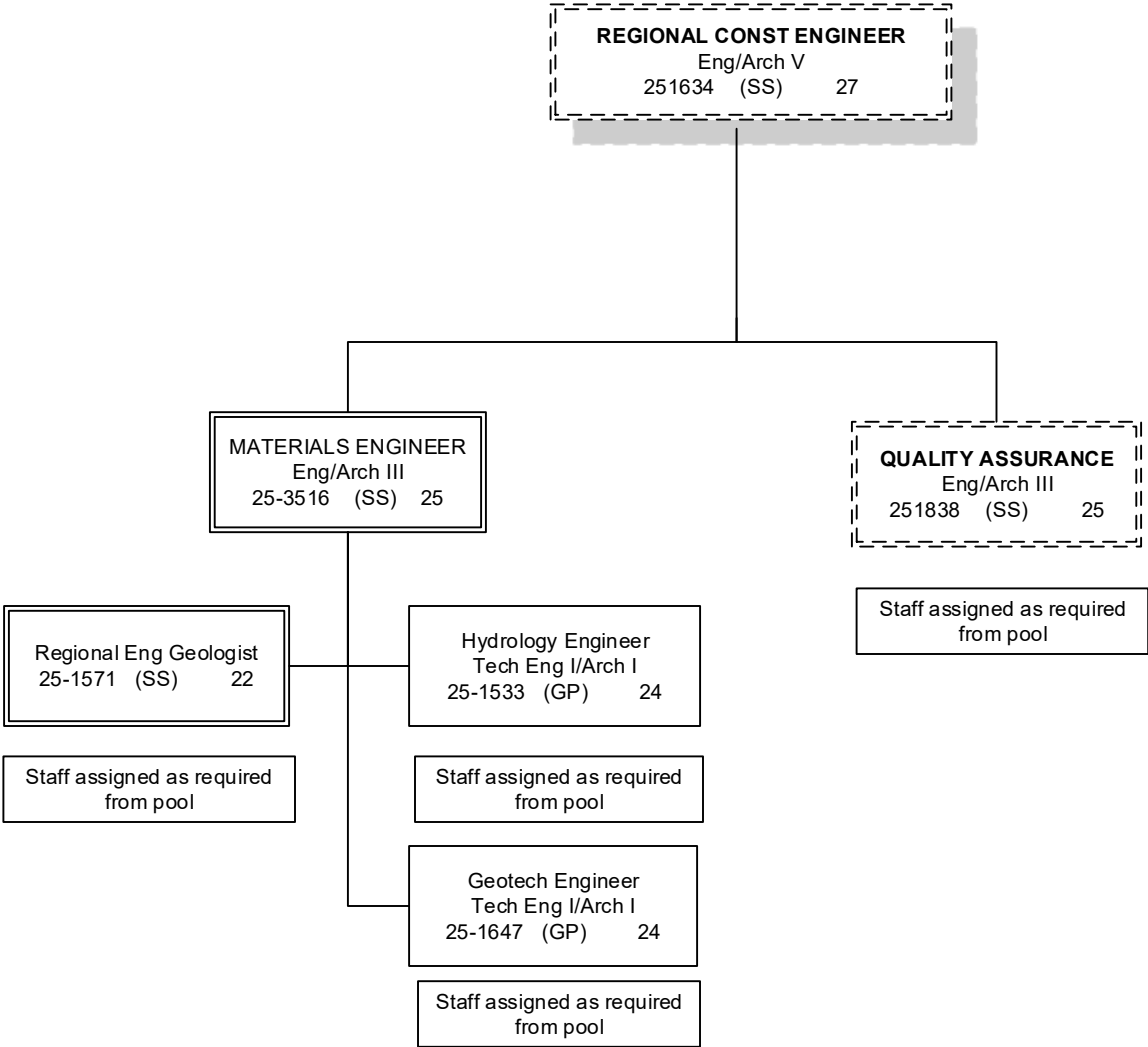 REGIONAL CONST ENGINEER
Eng/Arch V
251634 (SS) 27
MATERIALS ENGINEER
Eng/Arch III
25-3516 (SS) 25
QUALITY ASSURANCE
Eng/Arch III
251838 (SS) 25
Staff assigned as required
from pool
Regional Eng Geologist
25-1571 (SS) 22
Staff assigned as required
from pool
Hydrology Engineer
Tech Eng I/Arch I
25-1533 (GP) 24
Staff assigned as required
from pool
Geotech Engineer
Tech Eng I/Arch I
25-1647 (GP) 24
Staff assigned as required
from pool